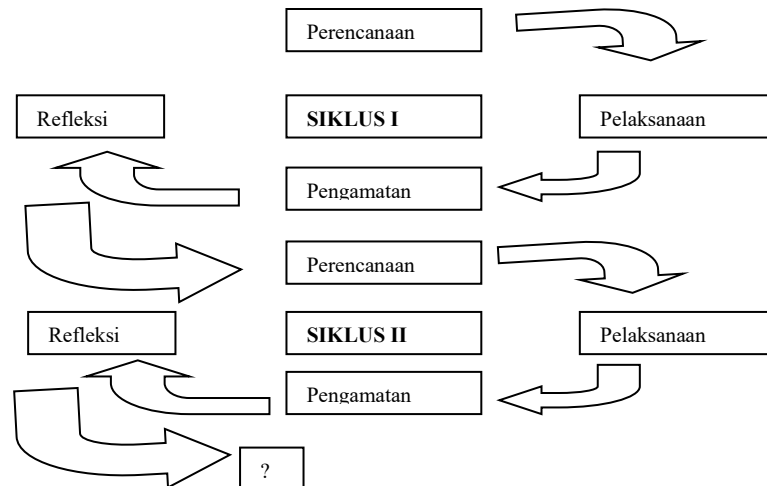 Perencanaan
Refleksi
SIKLUS I
Pelaksanaan
Pengamatan
Perencanaan
Refleksi
SIKLUS II
Pelaksanaan
Pengamatan
?